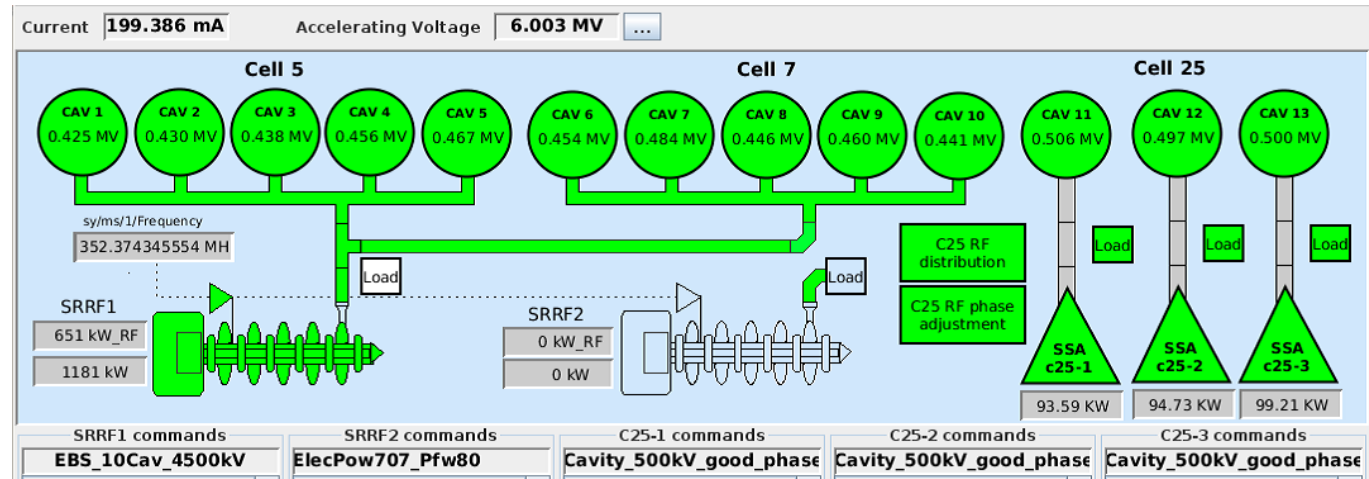 Current 199.386 mA Accelerating Voltage 6.003 MV ...
Cell 5 Cell 7 Cell 25
CAV 1 CAV 2 CAV 3 CAV 4 CAV 5 CAV 6 CAV 7 CAV 8 CAV 9 CAV 10 CAV 11 CAV 12 CAV 13
0.425 MV 0.430 MV 0.438 MV 0.456 MV 0.467 MV 0.454 MV 0.484 MV 0.446 MV 0.460 MV 0.441 MV 0.506 MV 0.497 MV 0.500 MV
sy/ms/1/Frequency
352.374345554 MH
C25 RF
distribution
Load Load Load
Load Load
C25 RF phase
adjustment
SRRF1
651 kW_RF
1181 kW
SRRF2
0 kW_RF
0 kW
SSA SSA SSA
c25-1 c25-2 c25-3
93.59 KW 94.73 KW 99.21 KW
SRRF1 commands SRRF2 commands C25-1 commands C25-2 commands C25-3 commands
EBS_10Cav_4500kV ElecPow707_Pfw80 Cavity_500kV_good_phase Cavity_500kV_good_phase Cavity_500kV_good_phase